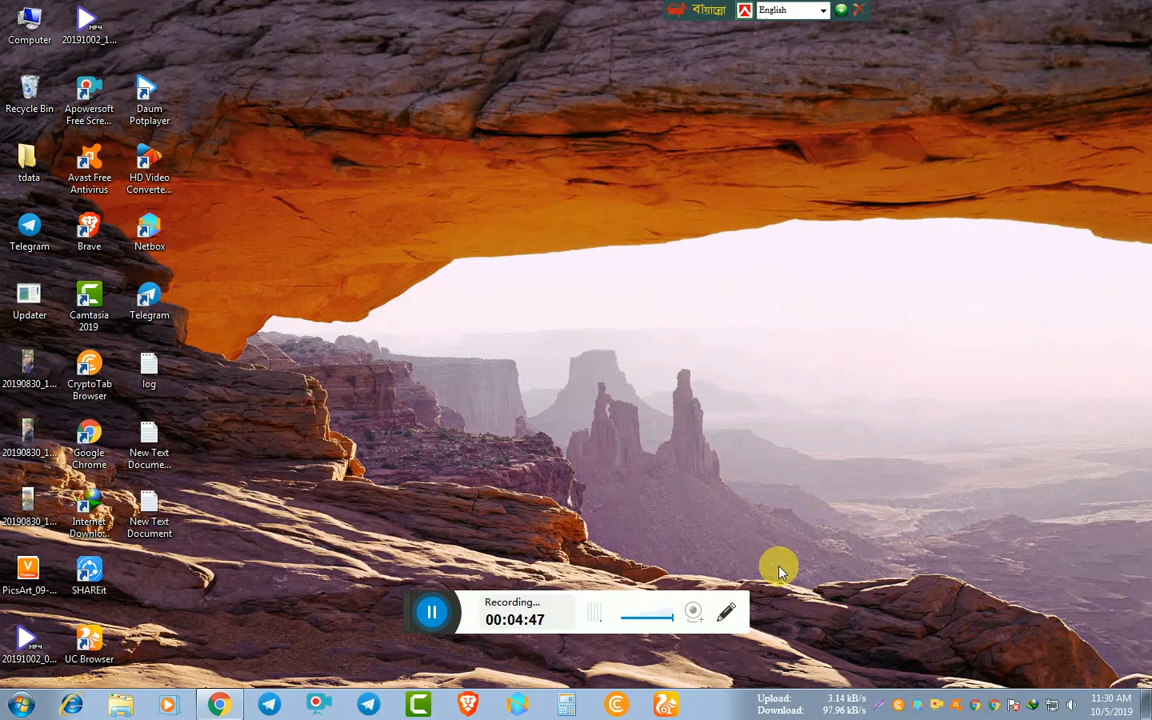 বায়ান্নো
English
Computer
20191002_1...
Recycle Bin
Apowersoft
Free Scre...
Daum
Potplayer
tdata
Avast Free
Antivirus
HD Video
Converte...
Telegram
Brave
Netbox
Updater
Camtasia
2019
Telegram
20190830_1...
CryptoTab
Browser
log
20190830_1...
Google
Chrome
New Text
Docume...
20190830_1...
Internet
Downlo...
New Text
Document
PicsArt_09-...
SHAREit
20191002_0...
UC Browser
Recording...
00:04:47
Upload: 3.14 kB/s
Download: 97.96 kB/s
11:30 AM
10/5/2019